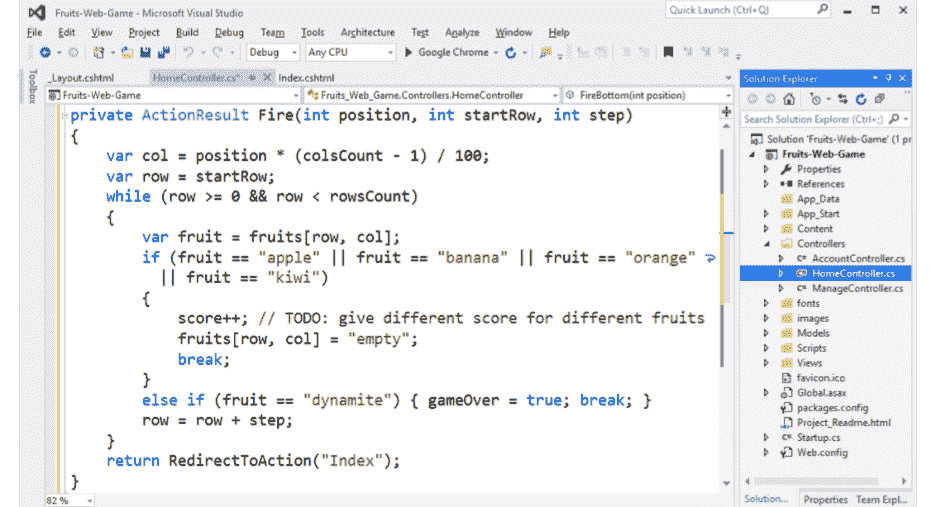 Fruits-Web-Game - Microsoft Visual Studio
Quick Launch (Ctrl+Q)
File Edit View Project Build Debug Team Tools Architecture Test Analyze Window Help
Debug Any CPU Google Chrome
Toolbox
_Layout.cshtml HomeController.cs* Index.cshtml
Fruits-Web-Game Fruits_Web_Game.Controllers.HomeController FireBottom(int position)
private ActionResult Fire(int position, int startRow, int step)
{
var col = position * (colsCount - 1) / 100;
var row = startRow;
while (row >= 0 && row < rowsCount)
{
var fruit = fruits[row, col];
if (fruit == "apple" || fruit == "banana" || fruit == "orange"
|| fruit == "kiwi")
{
score++; // TODO: give different score for different fruits
fruits[row, col] = "empty";
break;
}
else if (fruit == "dynamite") { gameOver = true; break; }
row = row + step;
}
return RedirectToAction("Index");
}
82 %
Solution Explorer
Search Solution Explorer (Ctrl+;)
Solution 'Fruits-Web-Game' (1 pr
Fruits-Web-Game
Properties
References
App_Data
App_Start
Content
Controllers
C# AccountController.cs
C# HomeController.cs
C# ManageController.cs
fonts
images
Models
Scripts
Views
favicon.ico
Global.asax
packages.config
Project_Readme.html
C# Startup.cs
Web.config
Solution... Properties Team Expl...